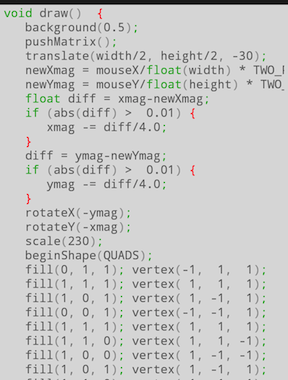 void draw() {
background(0.5);
pushMatrix();
translate(width/2, height/2, -30);
newXmag = mouseX/float(width) * TWO_
newYmag = mouseY/float(height) * TWO_
float diff = xmag-newXmag;
if (abs(diff) > 0.01) {
xmag -= diff/4.0;
}
diff = ymag-newYmag;
if (abs(diff) > 0.01) {
ymag -= diff/4.0;
}
rotateX(-ymag);
rotateY(-xmag);
scale(230);
beginShape(QUADS);
fill(0, 1, 1); vertex(-1, 1, 1);
fill(1, 1, 1); vertex( 1, 1, 1);
fill(1, 0, 1); vertex( 1, -1, 1);
fill(0, 0, 1); vertex(-1, -1, 1);
fill(1, 1, 1); vertex( 1, 1, 1);
fill(1, 1, 0); vertex( 1, 1, -1);
fill(1, 0, 0); vertex( 1, -1, -1);
fill(1, 0, 1); vertex( 1, -1, 1);